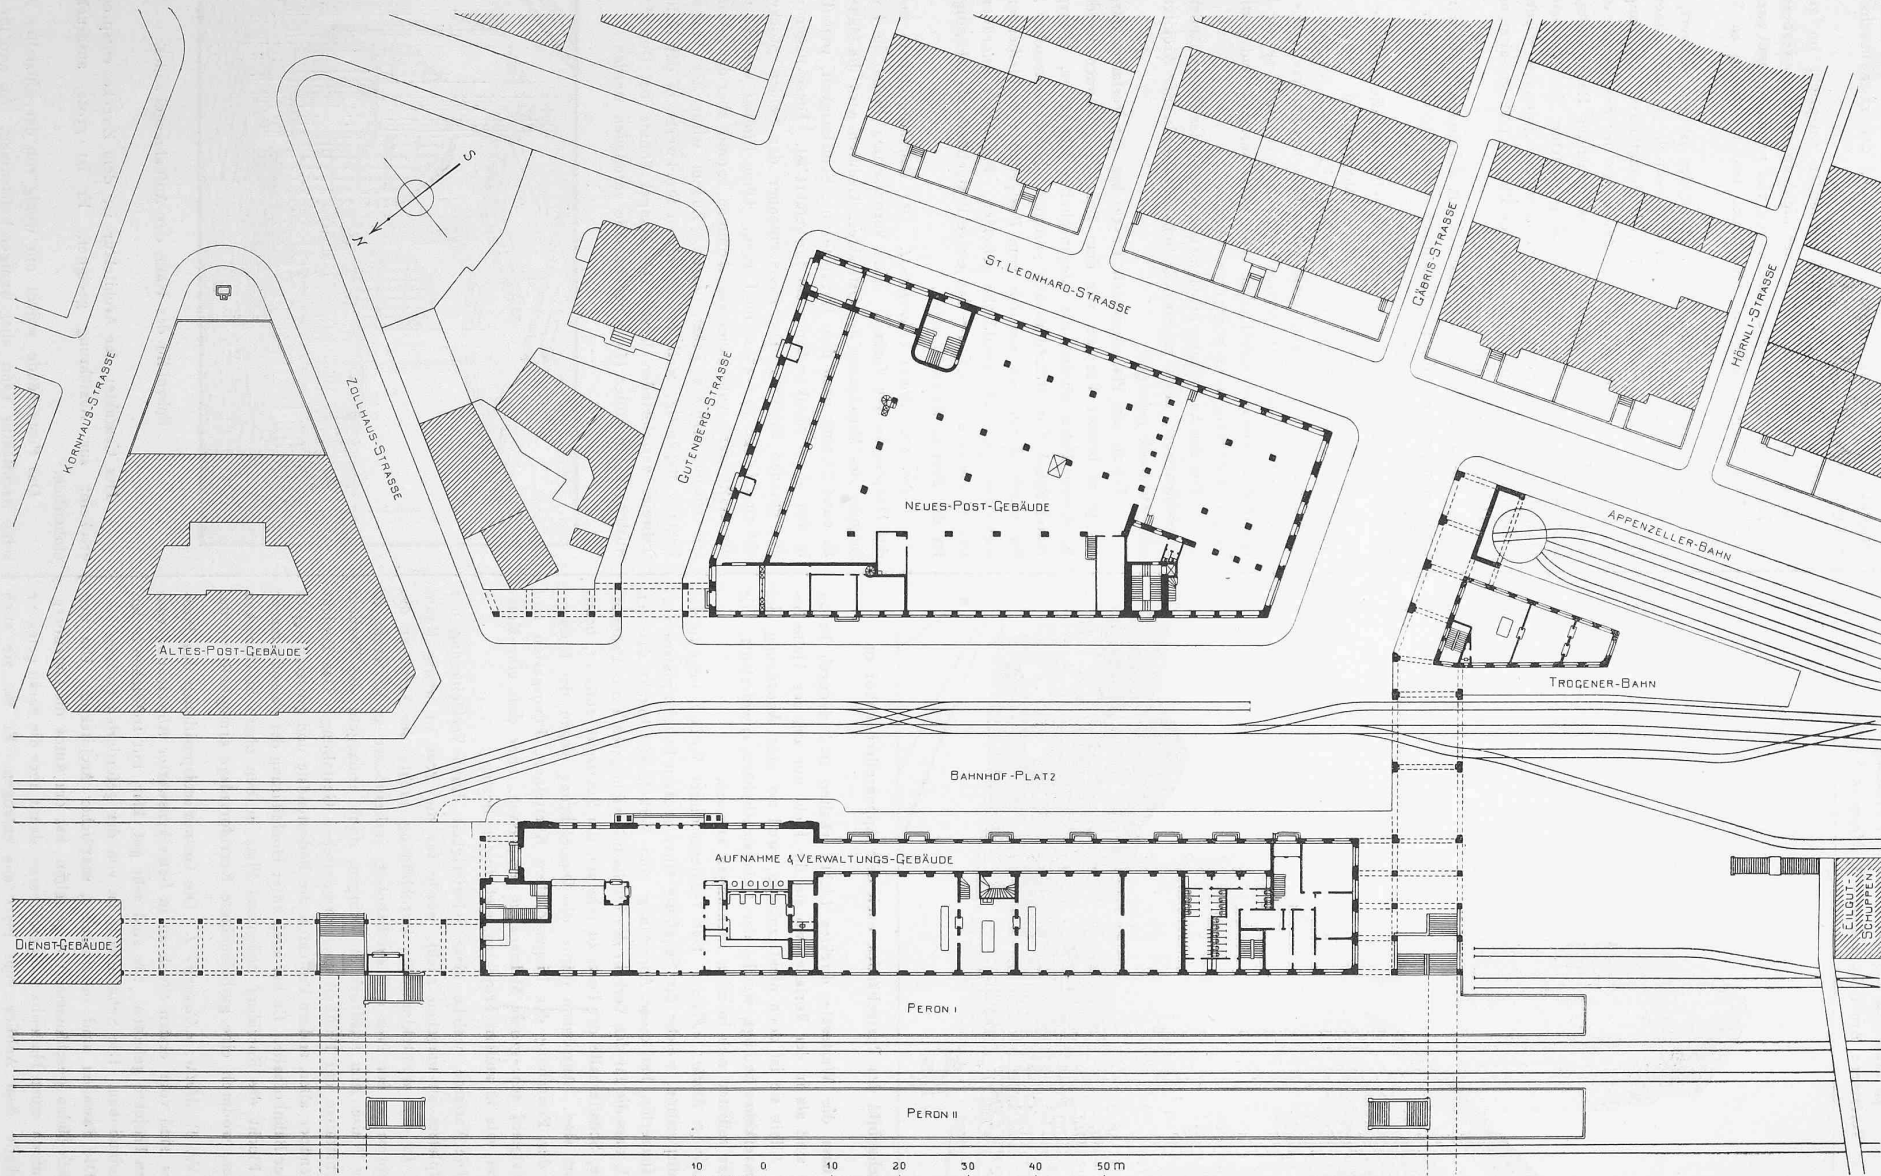 S
N
ST. LEONHARD-STRASSE
GÄBRIS-STRASSE
HÖRNLI-STRASSE
KORNHAUS-STRASSE
ZOLLHAUS-STRASSE
GUTENBERG-STRASSE
NEUES-POST-GEBÄUDE
APPENZELLER-BAHN
ALTES-POST-GEBÄUDE
TROGENER-BAHN
BAHNHOF-PLATZ
AUFNAHME & VERWALTUNGS-GEBÄUDE
DIENST-GEBÄUDE
EILGUT-
SCHUPPEN
PERON I
PERON II
10 0 10 20 30 40 50 m